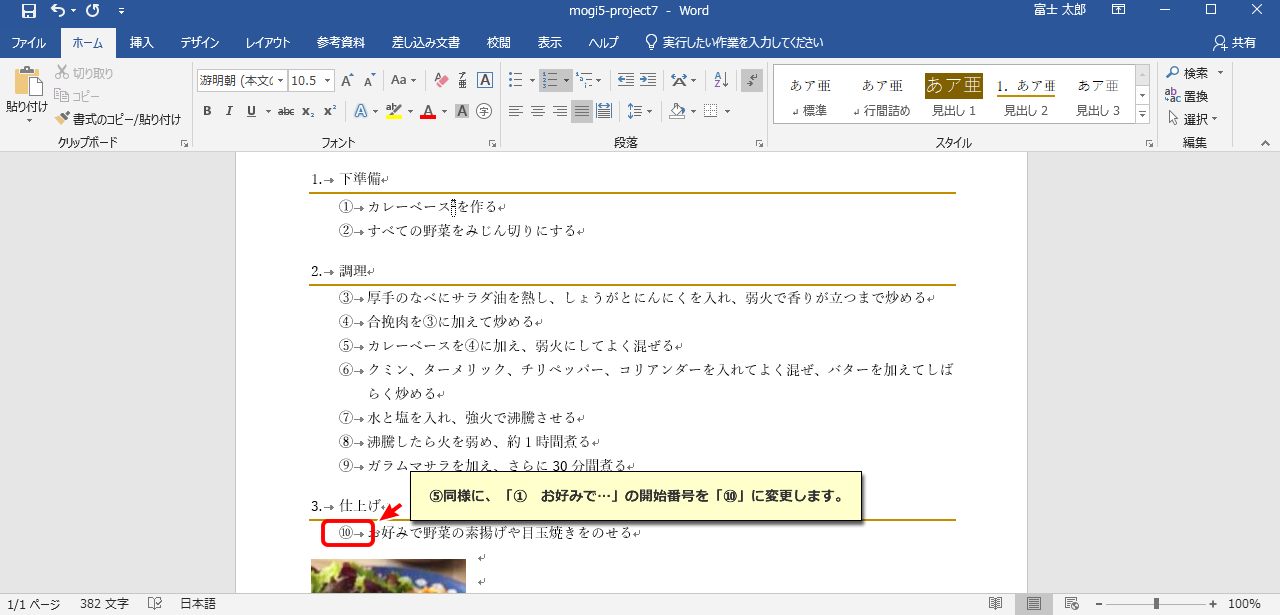 mogi5-project7 - Word
富士 太郎
ファイル ホーム 挿入 デザイン レイアウト 参考資料 差し込み文書 校閲 表示 ヘルプ 実行したい作業を入力してください 共有
貼り付け
切り取り
コピー
書式のコピー/貼り付け
クリップボード
游明朝 (本文の 10.5
Aa
B I U abc x₂ x²
フォント
段落
あア亜 あア亜 あア亜 1. あア亜 あア亜
標準 行間詰め 見出し 1 見出し 2 見出し 3
スタイル
検索
置換
選択
編集
1. 下準備
① カレーベースを作る
② すべての野菜をみじん切りにする
2. 調理
③ 厚手のなべにサラダ油を熱し、しょうがとにんにくを入れ、弱火で香りが立つまで炒める
④ 合挽肉を③に加えて炒める
⑤ カレーベースを④に加え、弱火にしてよく混ぜる
⑥ クミン、ターメリック、チリペッパー、コリアンダーを入れてよく混ぜ、バターを加えてしば
らく炒める
⑦ 水と塩を入れ、強火で沸騰させる
⑧ 沸騰したら火を弱め、約１時間煮る
⑨ ガラムマサラを加え、さらに 30 分間煮る
⑤同様に、「①　お好みで…」の開始番号を「⑩」に変更します。
3. 仕上げ
⑩ お好みで野菜の素揚げや目玉焼きをのせる
1/1 ページ 382 文字 日本語 100%